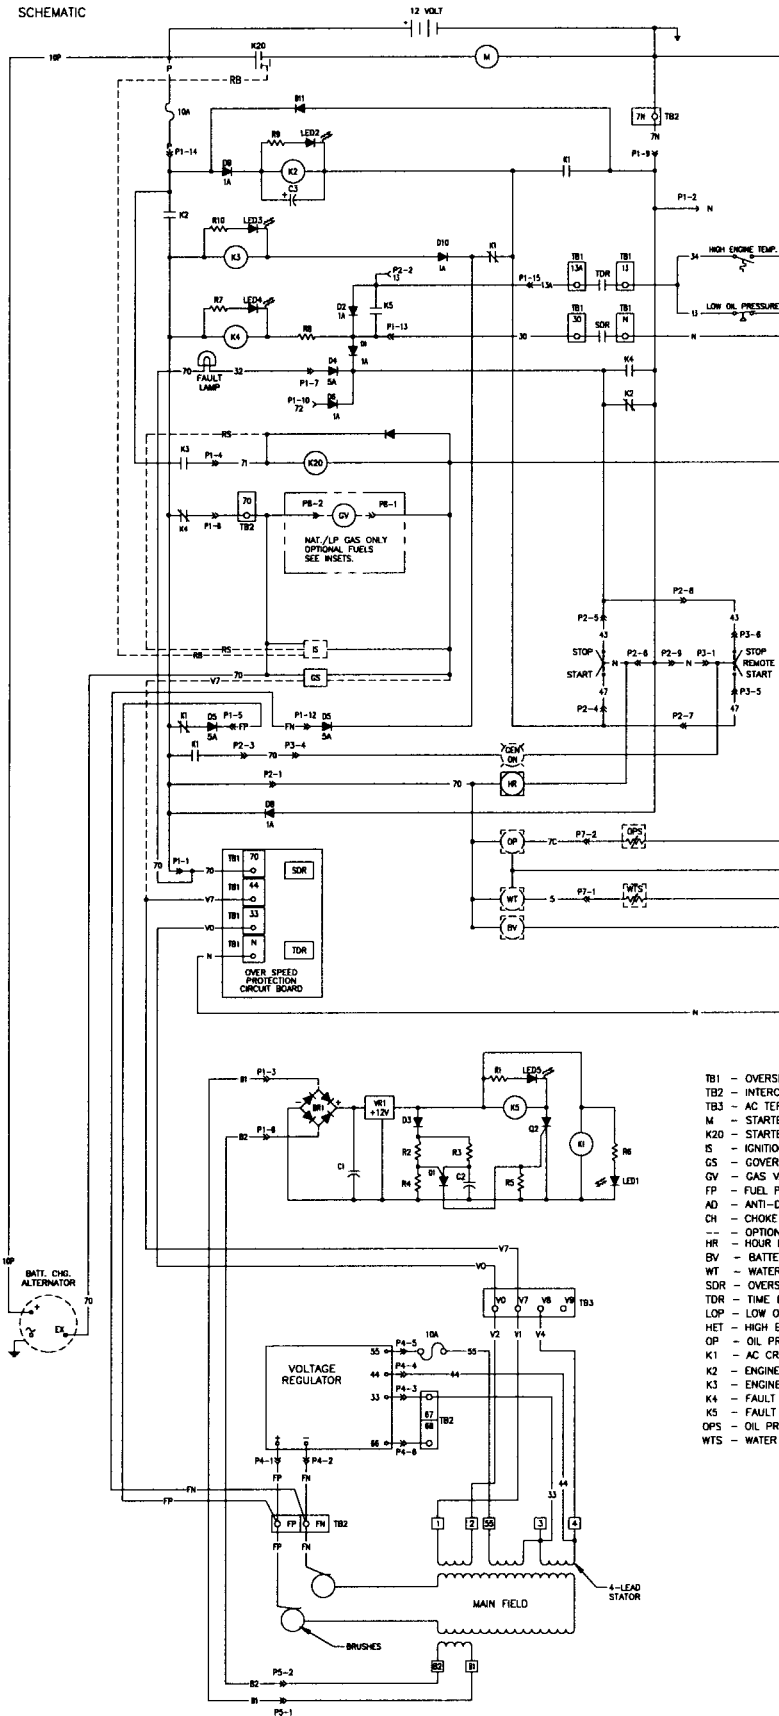 SCHEMATIC
12 VOLT
K20
10P
P
RB
M
10A
B11
7N
TB2
7N
R9
LED2
P1-14
D9
1A
K2
C3
K1
P1-9
K2
P1-2
N
R10
LED3
K3
D10
1A
K1
P2-2
13
P1-15
13A
TB1
13A
TDR
TB1
13
34
HIGH ENGINE TEMP.
R7
LED4
D2
1A
K5
K4
R8
P1-13
30
TB1
30
SDR
TB1
N
13
LOW OIL PRESSURE
N
1A
70
FAULT
LAMP
32
P1-7
D4
5A
K4
P1-10
72
D6
1A
K2
RS
K3
P1-4
71
K20
K4
P1-8
70
TB2
P8-2
GV
P8-1
NAT./LP GAS ONLY
OPTIONAL FUELS
SEE INSETS.
P2-8
P2-5
43
43
P3-6
RS
RB
IS
V7
70
GS
STOP
START
N
P2-6
P2-9
N
P3-1
STOP
REMOTE
START
47
P2-4
P3-5
47
P2-7
K1
D5
5A
P1-5
FP
FN
P1-12
D5
5A
K1
P2-3
70
P3-4
GEN
ON
P2-1
70
HR
D8
1A
70
P1-1
70
TB1
70
SDR
OP
7C
P7-2
OPS
V7
TB1
44
WT
5
P7-1
WTS
V0
TB1
33
BV
N
TB1
N
TDR
OVER SPEED
PROTECTION
CIRCUIT BOARD
N
B1
P1-3
B2
P1-6
BR1
VR1
+12V
R1
LED5
K5
D3
Q2
R2
R3
K1
R6
C1
R4
C2
R5
LED1
TB1 - OVERS
TB2 - INTERC
TB3 - AC TER
M - STARTE
K20 - STARTE
IS - IGNITIO
GS - GOVER
GV - GAS V
FP - FUEL P
AD - ANTI-D
CH - CHOKE
-- - OPTION
HR - HOUR
BV - BATTE
WT - WATER
SDR - OVERS
TDR - TIME
LOP - LOW O
HET - HIGH E
OP - OIL PR
K1 - AC CR
K2 - ENGINE
K3 - ENGINE
K4 - FAULT
K5 - FAULT
OPS - OIL PR
WTS - WATER
V7
V0
10P
BATT. CHG.
ALTERNATOR
EX
70
V0
V7
V8
V9
TB3
V2
V1
V4
VOLTAGE
REGULATOR
55
P4-5
10A
55
44
P4-4
44
33
P4-3
67
68
TB2
66
P4-6
P4-1
P4-2
FP
FN
FN
FP
FP
FN
TB2
FP
FN
33
44
1
2
55
3
4
4-LEAD
STATOR
MAIN FIELD
BRUSHES
B2
B1
B2
P5-2
B1
P5-1